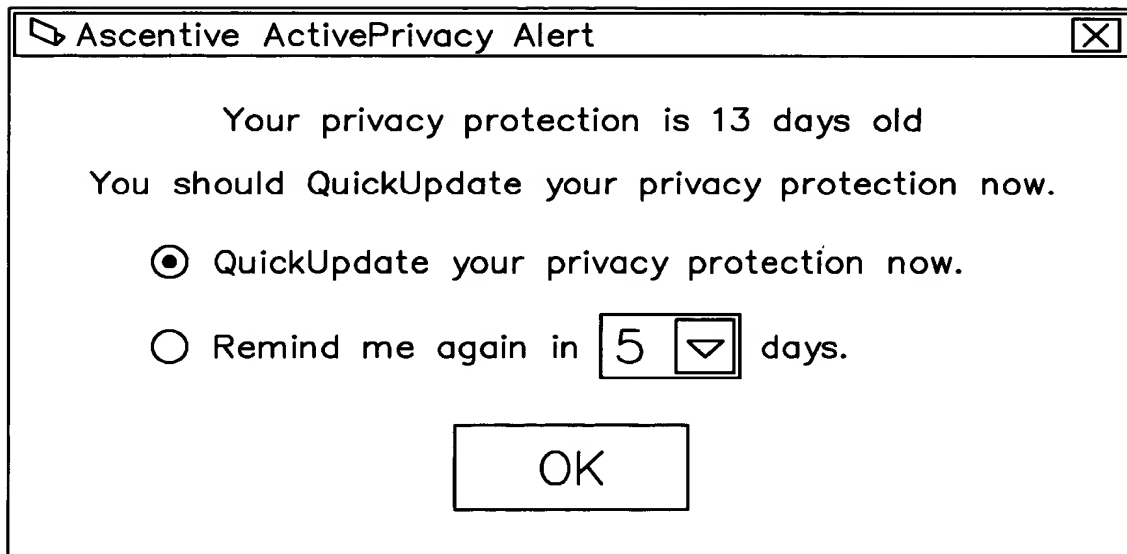 Ascentive ActivePrivacy Alert
Your privacy protection is 13 days old
You should QuickUpdate your privacy protection now.
QuickUpdate your privacy protection now.
Remind me again in 5 days.
OK